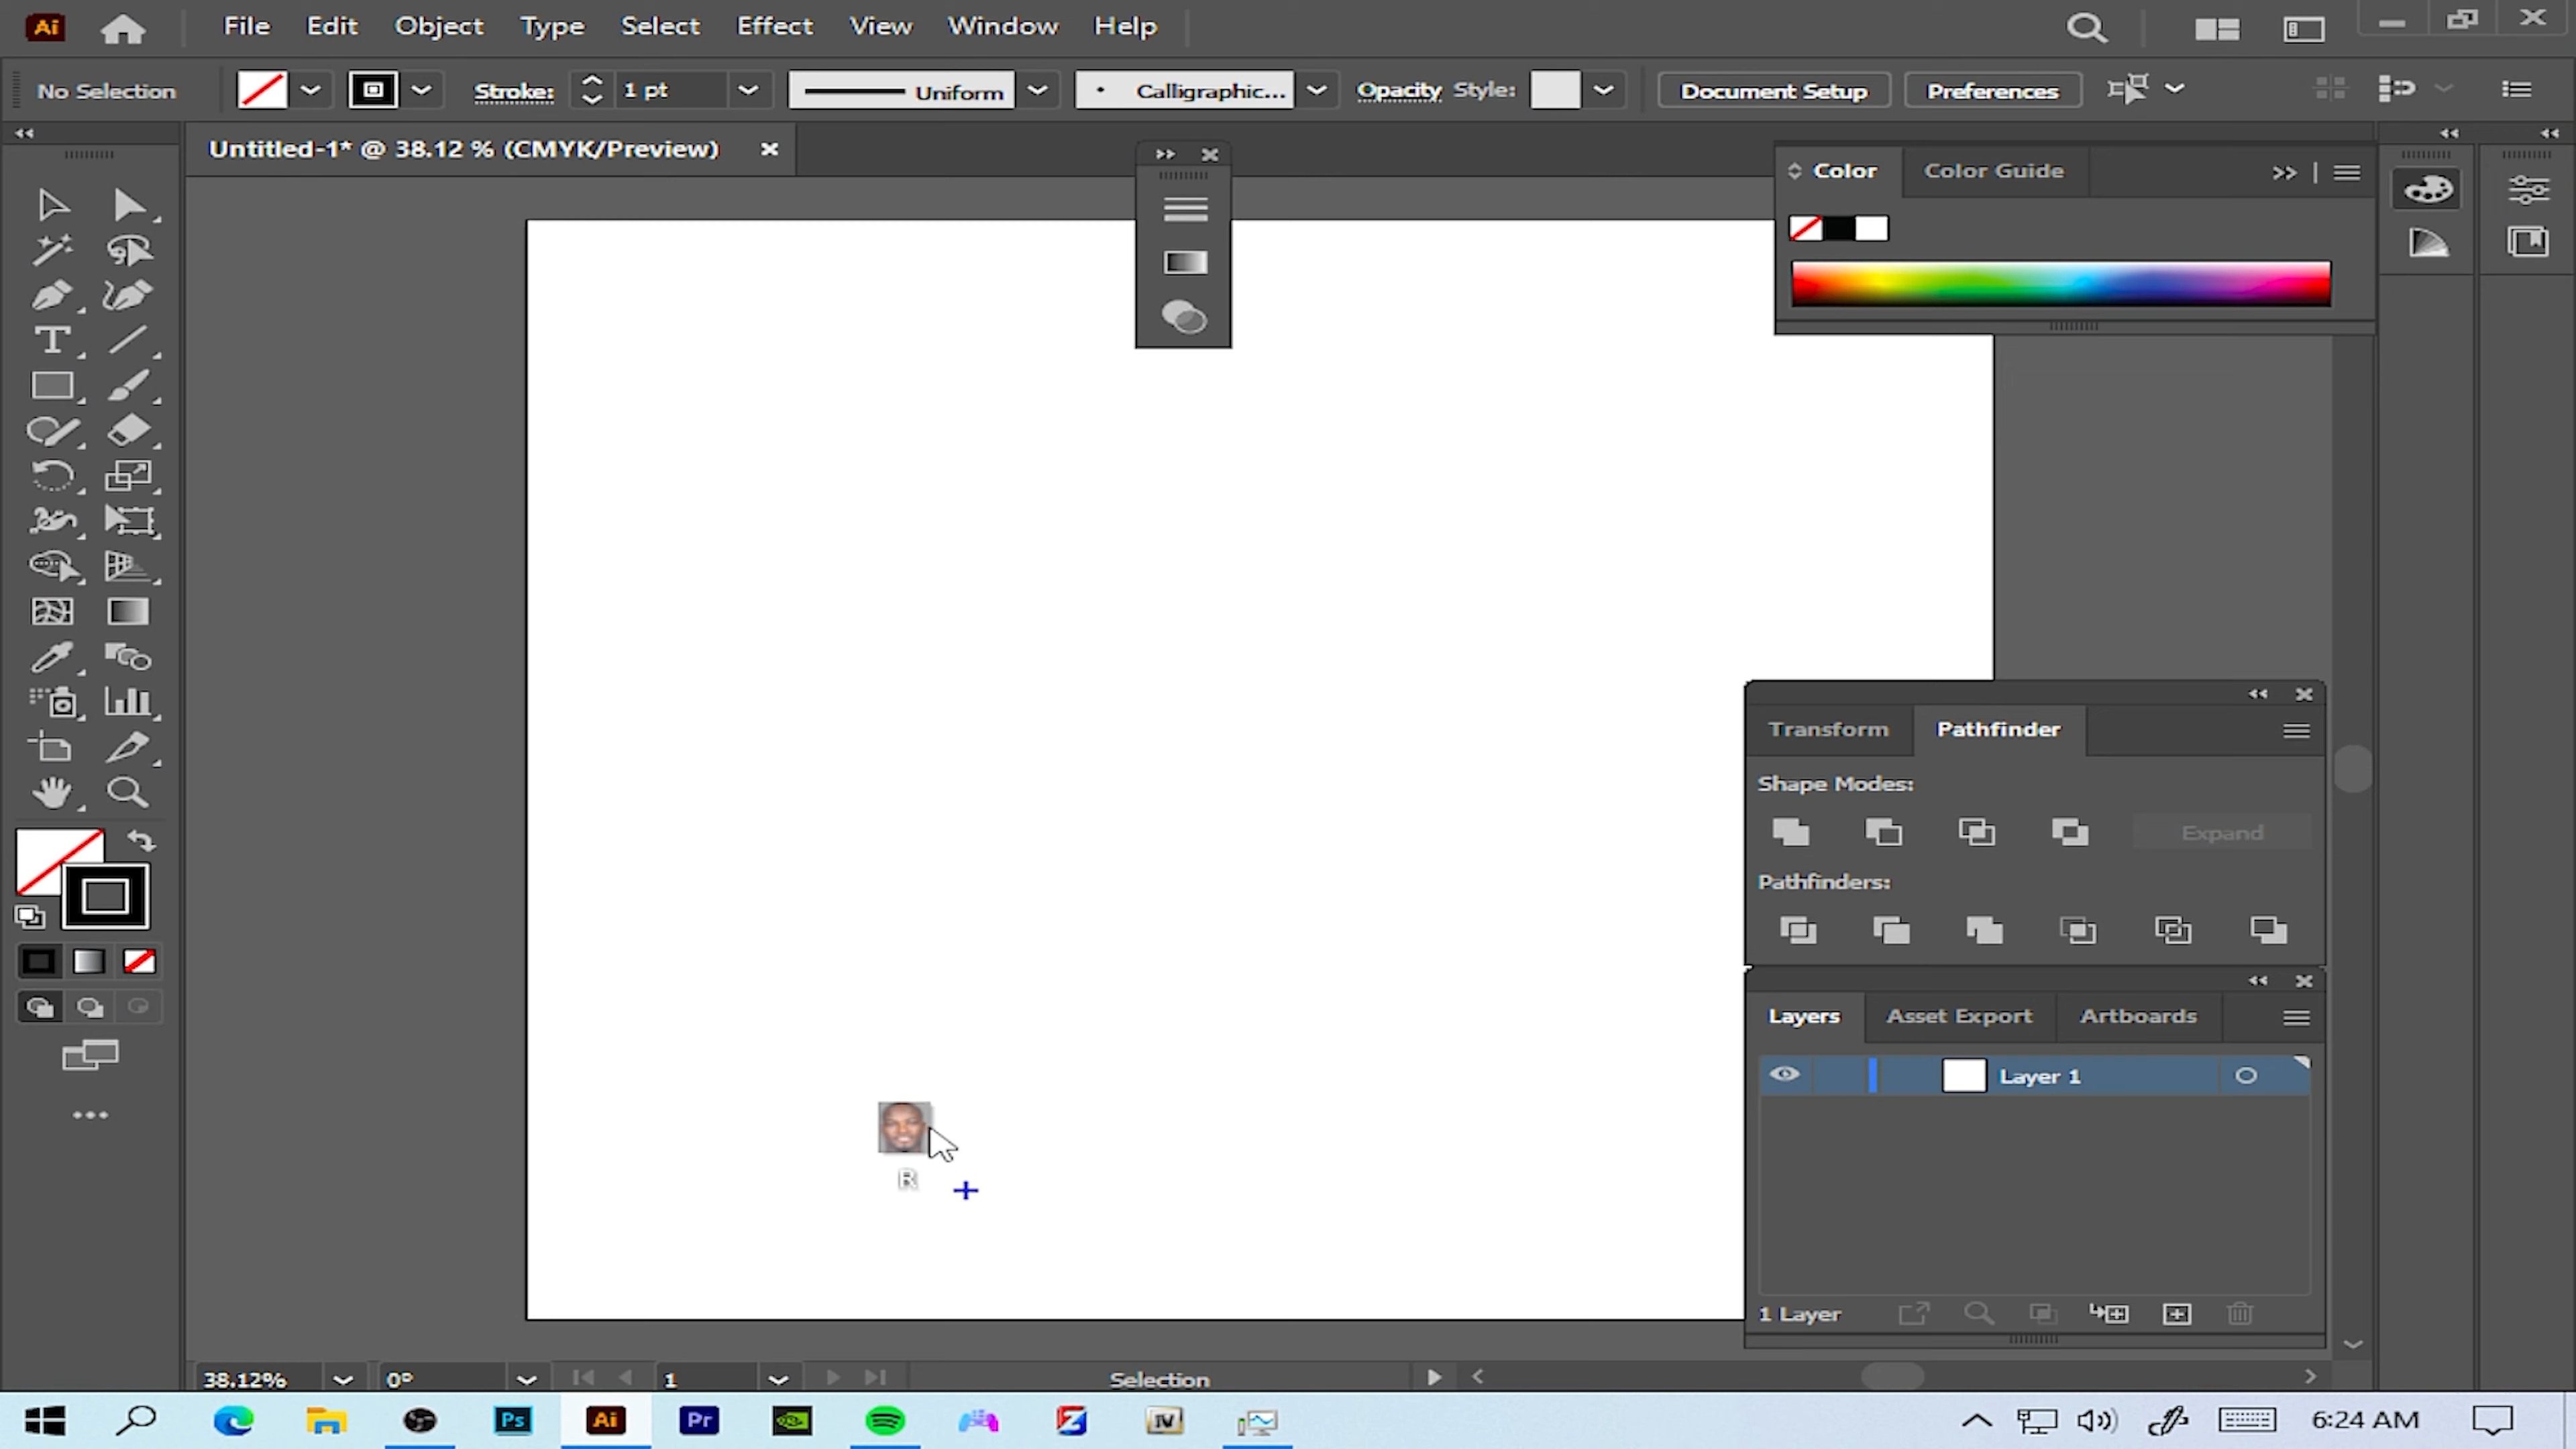 Ai File Edit Object Type Select Effect View Window Help
No Selection Stroke: 1 pt Uniform Calligraphic... Opacity Style: Document Setup Preferences
Untitled-1* @ 38.12 % (CMYK/Preview)
Color Color Guide
Transform Pathfinder
Shape Modes:
Expand
Pathfinders:
Layers Asset Export Artboards
Layer 1
R
1 Layer
38.12% 0° 1 Selection
Ps Ai Pr IV 6:24 AM